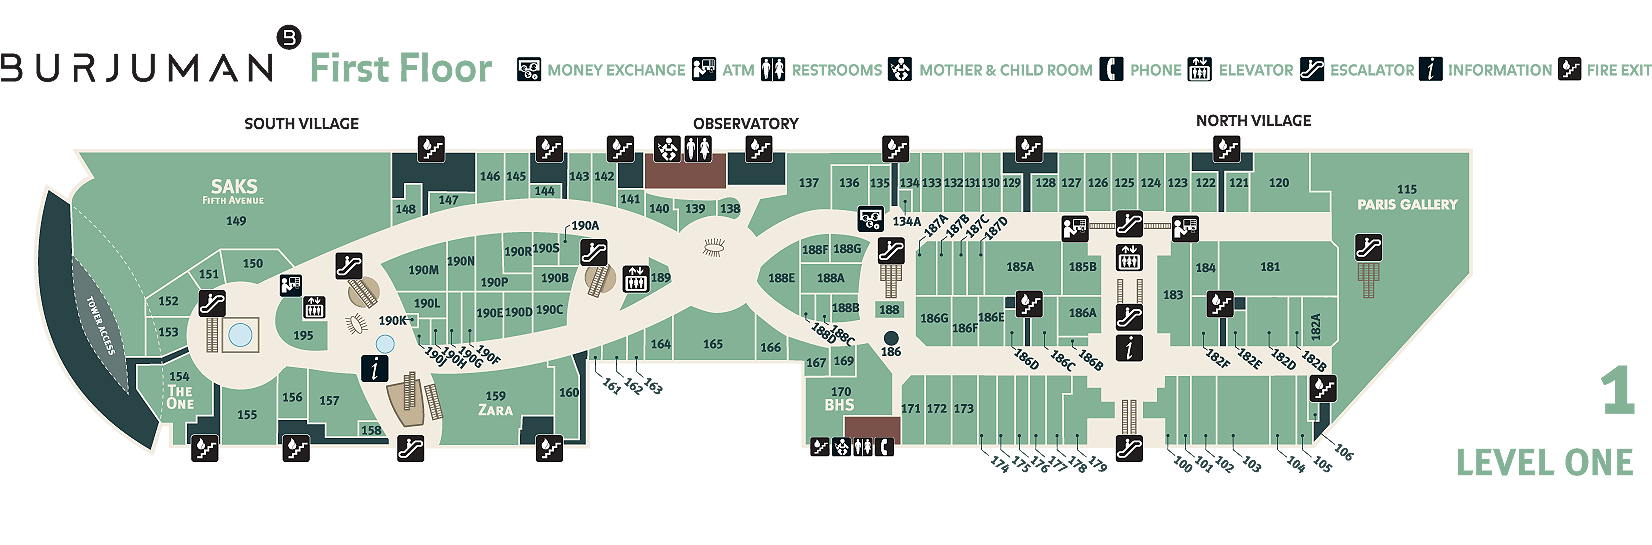 BURJUMAN B First Floor
MONEY EXCHANGE ATM RESTROOMS MOTHER & CHILD ROOM PHONE ELEVATOR ESCALATOR INFORMATION FIRE EXIT
SOUTH VILLAGE OBSERVATORY NORTH VILLAGE
SAKS
FIFTH AVENUE
149
146 145 144 143 142 141 140 139 138
148 147
137 136 135 134 133 132 131 130 129 128 127 126 125 124 123 122 121 120
134A
115
PARIS GALLERY
187A 187B 187C 187D
190A
151 150
152
153
190M 190N 190R 190S
190P 190B
189
188F 188G
188E 188A
188B
188D 188C
188
186
185A 185B
184 181
183
195
190L
190K
190E 190D 190C
190J 190H 190G 190F
186G 186F 186E 186A
186D 186C 186B
182A
182F 182E 182D 182B
TOWER ACCESS
154
THE
ONE
155 156 157
158
159
ZARA
160
161 162 163
164 165 166
167 169
170
BHS
171 172 173
174 175 176 177 178 179
100 101 102 103 104 105 106
1
LEVEL ONE